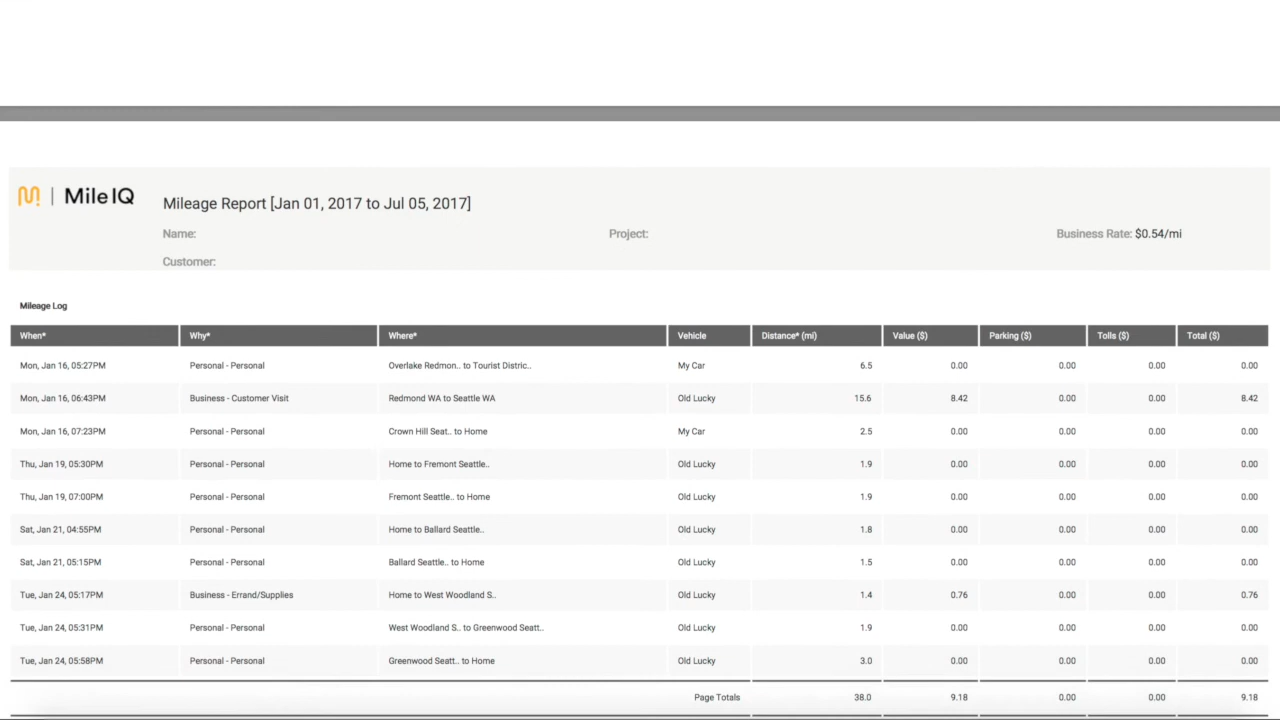 Mile IQ
Mileage Report [Jan 01, 2017 to Jul 05, 2017]
Name: Project: Business Rate: $0.54/mi
Customer:
Mileage Log
When* Why* Where* Vehicle Distance* (mi) Value ($) Parking ($) Tolls ($) Total ($)
Mon, Jan 16, 05:27PM Personal - Personal Overlake Redmon.. to Tourist Distric.. My Car 6.5 0.00 0.00 0.00 0.00
Mon, Jan 16, 06:43PM Business - Customer Visit Redmond WA to Seattle WA Old Lucky 15.6 8.42 0.00 0.00 8.42
Mon, Jan 16, 07:23PM Personal - Personal Crown Hill Seat.. to Home My Car 2.5 0.00 0.00 0.00 0.00
Thu, Jan 19, 05:30PM Personal - Personal Home to Fremont Seattle.. Old Lucky 1.9 0.00 0.00 0.00 0.00
Thu, Jan 19, 07:00PM Personal - Personal Fremont Seattle.. to Home Old Lucky 1.9 0.00 0.00 0.00 0.00
Sat, Jan 21, 04:55PM Personal - Personal Home to Ballard Seattle.. Old Lucky 1.8 0.00 0.00 0.00 0.00
Sat, Jan 21, 05:15PM Personal - Personal Ballard Seattle.. to Home Old Lucky 1.5 0.00 0.00 0.00 0.00
Tue, Jan 24, 05:17PM Business - Errand/Supplies Home to West Woodland S.. Old Lucky 1.4 0.76 0.00 0.00 0.76
Tue, Jan 24, 05:31PM Personal - Personal West Woodland S.. to Greenwood Seatt.. Old Lucky 1.9 0.00 0.00 0.00 0.00
Tue, Jan 24, 05:58PM Personal - Personal Greenwood Seatt.. to Home Old Lucky 3.0 0.00 0.00 0.00 0.00
Page Totals 38.0 9.18 0.00 0.00 9.18